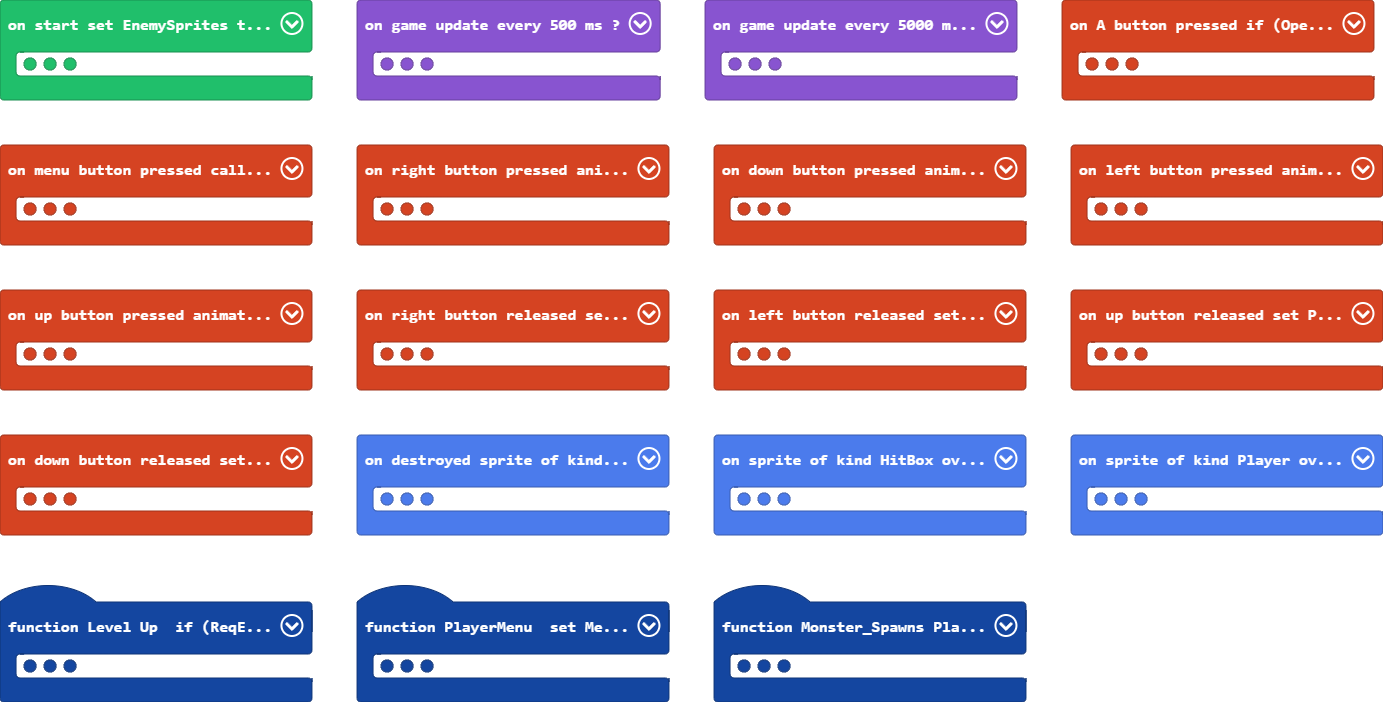 on start set EnemySprites t...
on game update every 500 ms ?
on game update every 5000 m...
on A button pressed if (Ope...
on menu button pressed call...
on right button pressed ani...
on down button pressed anim...
on left button pressed anim...
on up button pressed animat...
on right button released se...
on left button released set...
on up button released set P...
on down button released set...
on destroyed sprite of kind...
on sprite of kind HitBox ov...
on sprite of kind Player ov...
function Level Up  if (ReqE...
function PlayerMenu  set Me...
function Monster_Spawns Pla...